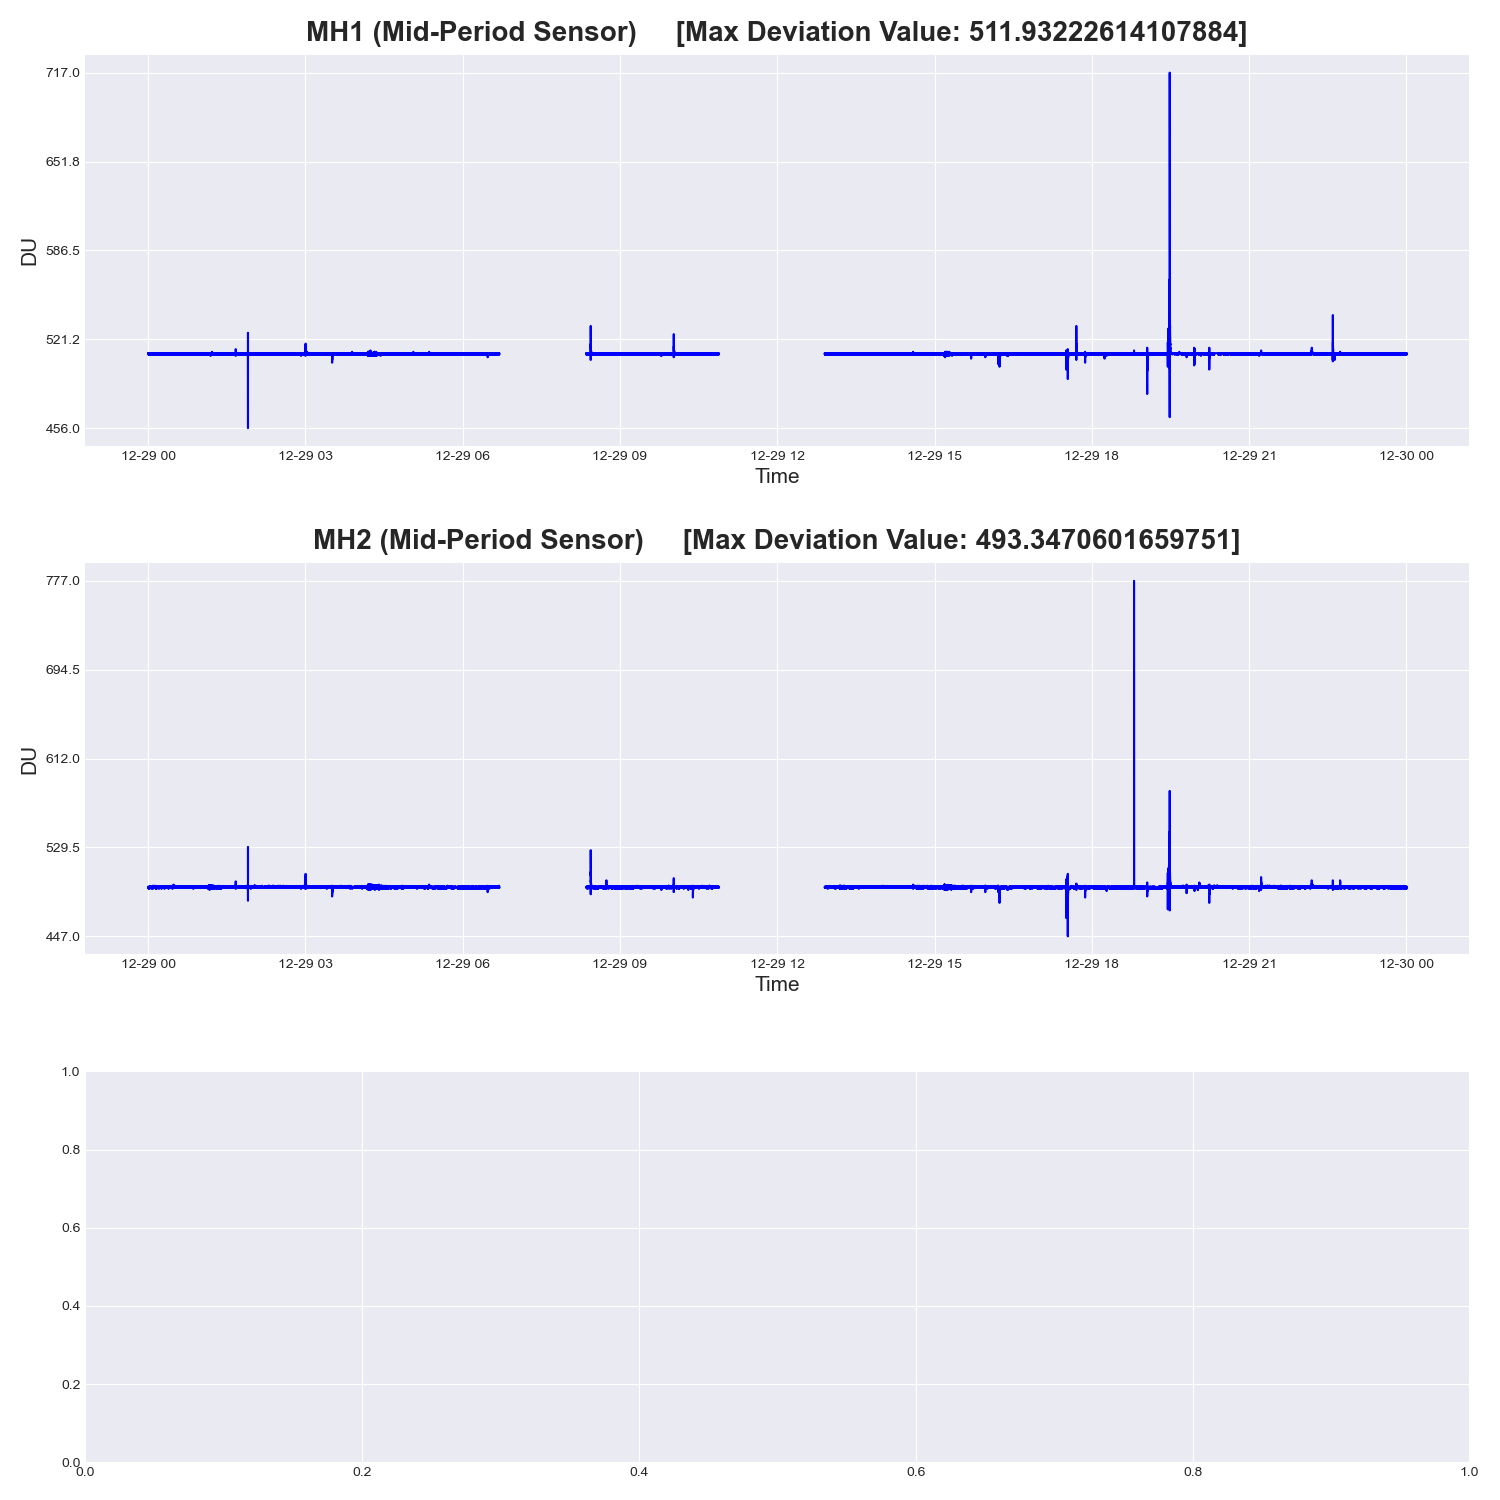 MH1 (Mid-Period Sensor) [Max Deviation Value: 511.93222614107884]
717.0
651.8
586.5
521.2
456.0
DU
12-29 00 12-29 03 12-29 06 12-29 09 12-29 12 12-29 15 12-29 18 12-29 21 12-30 00
Time
MH2 (Mid-Period Sensor) [Max Deviation Value: 493.3470601659751]
777.0
694.5
612.0
529.5
447.0
DU
12-29 00 12-29 03 12-29 06 12-29 09 12-29 12 12-29 15 12-29 18 12-29 21 12-30 00
Time
1.0
0.8
0.6
0.4
0.2
0.0
0.0 0.2 0.4 0.6 0.8 1.0